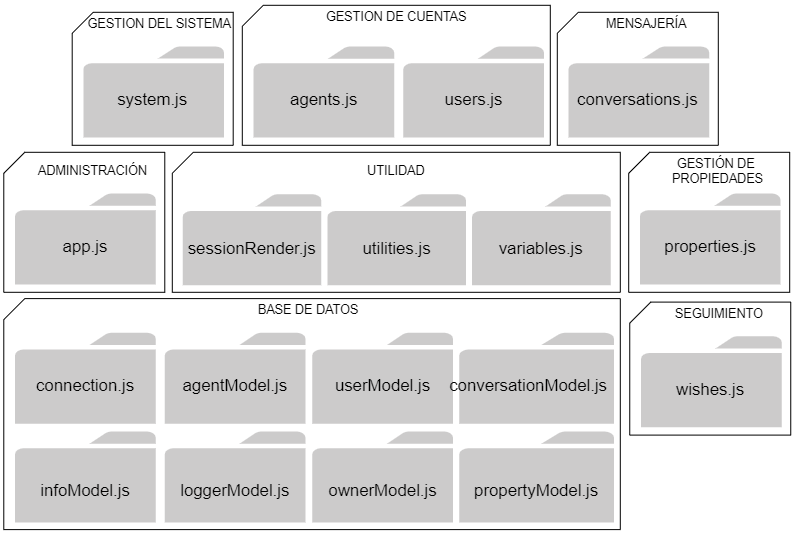 GESTION DEL SISTEMA
system.js
GESTION DE CUENTAS
agents.js
users.js
MENSAJERÍA
conversations.js
ADMINISTRACIÓN
app.js
UTILIDAD
sessionRender.js
utilities.js
variables.js
GESTIÓN DE
PROPIEDADES
properties.js
BASE DE DATOS
connection.js
agentModel.js
userModel.js
conversationModel.js
infoModel.js
loggerModel.js
ownerModel.js
propertyModel.js
SEGUIMIENTO
wishes.js